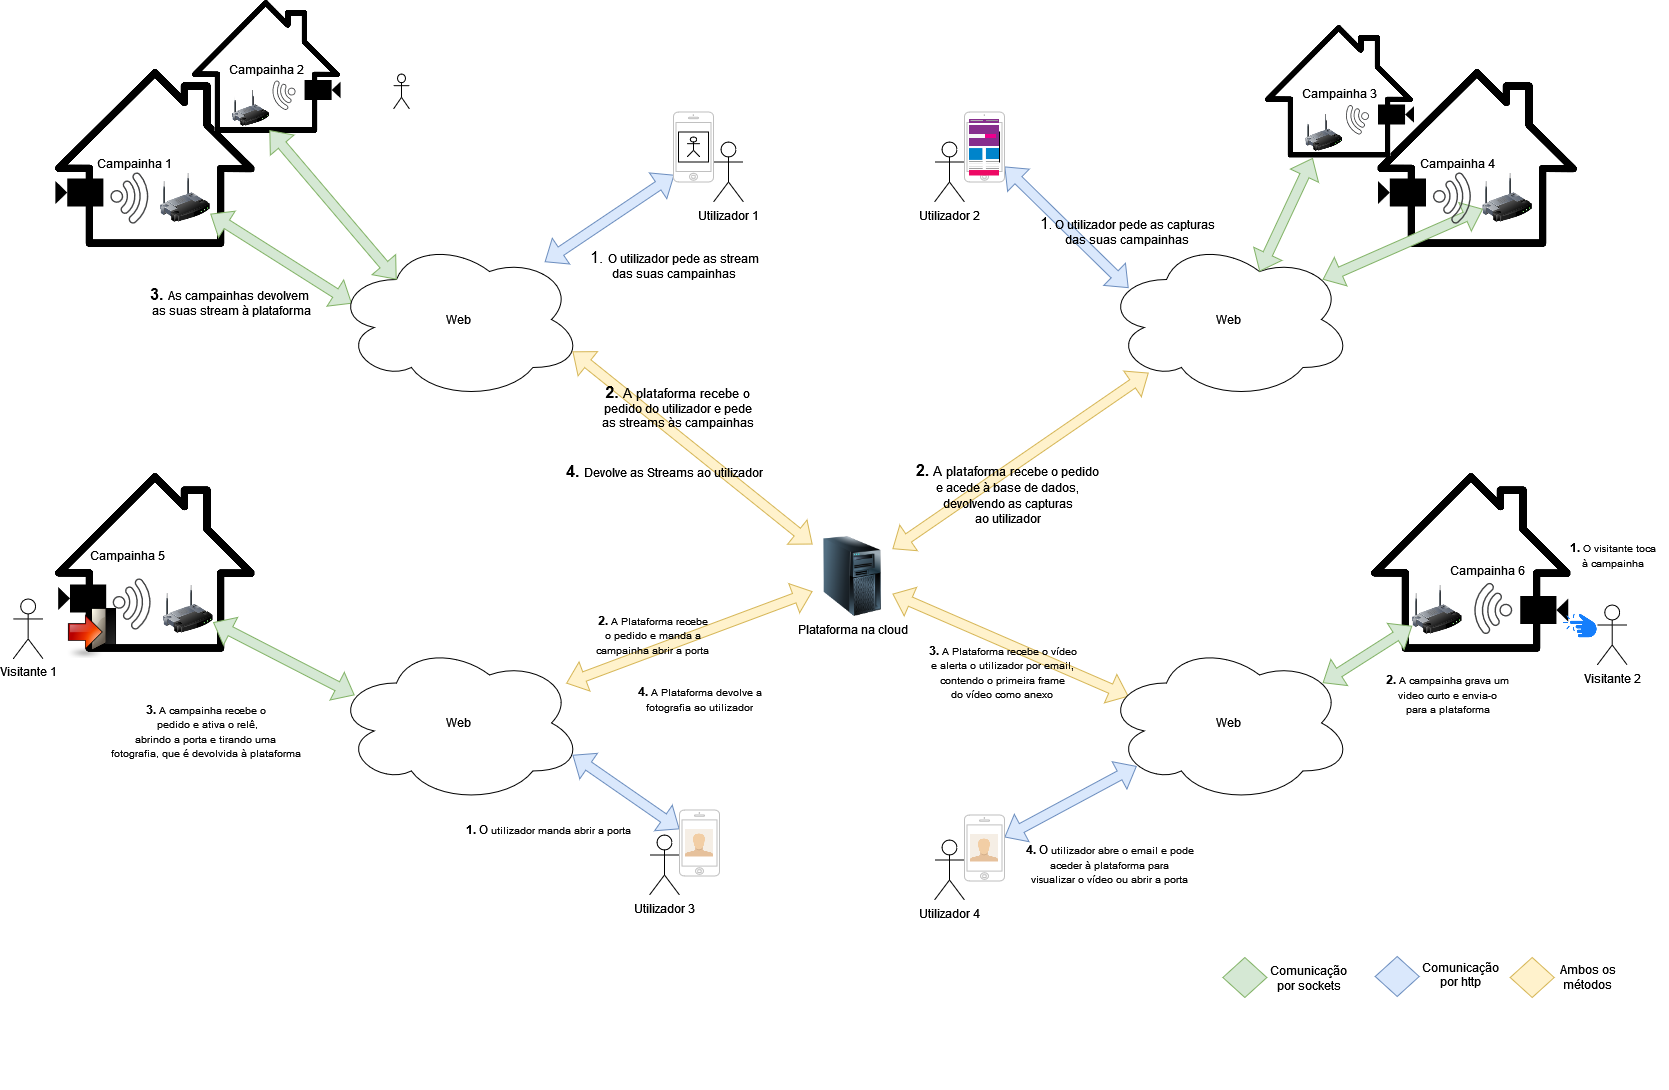 Campainha 2
Campainha 1
3. As campainhas devolvem
as suas stream à plataforma
Web
Utilizador 1
1. O utilizador pede as stream
das suas campainhas
2. A plataforma recebe o
pedido do utilizador e pede
as streams às campainhas
4. Devolve as Streams ao utilizador
Utilizador 2
1. O utilizador pede as capturas
das suas campainhas
Campainha 3
Campainha 4
Web
2. A plataforma recebe o pedido
e acede à base de dados,
devolvendo as capturas
ao utilizador
Plataforma na cloud
Campainha 5
Visitante 1
3. A campainha recebe o
pedido e ativa o relê,
abrindo a porta e tirando uma
fotografia, que é devolvida à plataforma
Web
2. A Plataforma recebe
o pedido e manda a
campainha abrir a porta
4. A Plataforma devolve a
fotografia ao utilizador
1. O utilizador manda abrir a porta
Utilizador 3
Campainha 6
1. O visitante toca
à campainha
Visitante 2
2. A campainha grava um
video curto e envia-o
para a plataforma
3. A Plataforma recebe o vídeo
e alerta o utilizador por email,
contendo o primeira frame
do vídeo como anexo
Web
4. O utilizador abre o email e pode
aceder à plataforma para
visualizar o vídeo ou abrir a porta
Utilizador 4
Comunicação
por sockets
Comunicação
por http
Ambos os
métodos